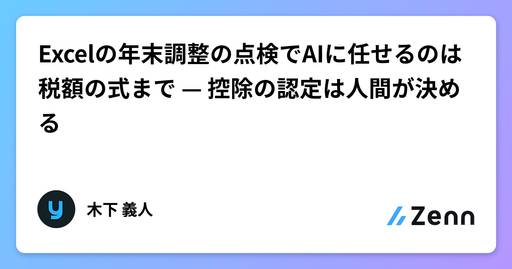 Excelの年末調整の点検でAIに任せるのは
税額の式まで — 控除の認定は人間が決め
る
木下 義人
Zenn